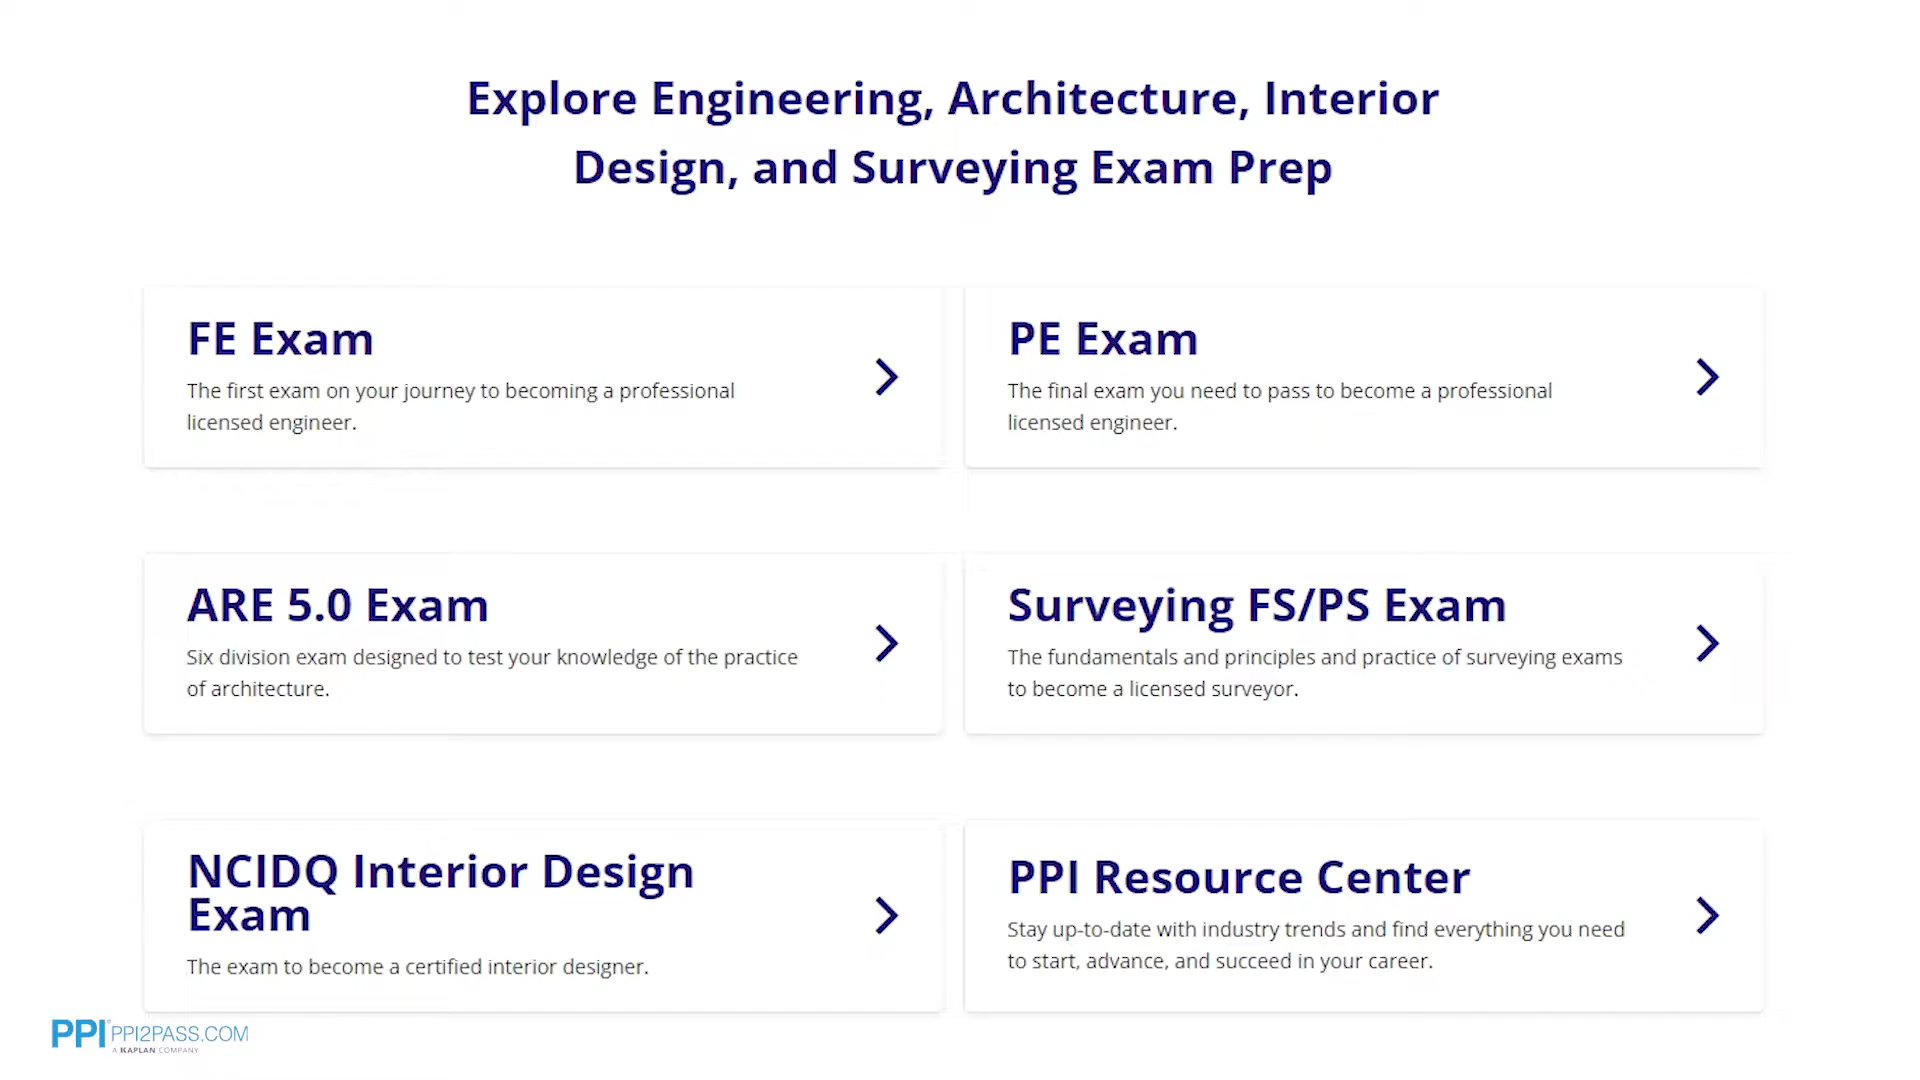 Explore Engineering, Architecture, Interior
Design, and Surveying Exam Prep
FE Exam
The first exam on your journey to becoming a professional
licensed engineer.
PE Exam
The final exam you need to pass to become a professional
licensed engineer.
ARE 5.0 Exam
Six division exam designed to test your knowledge of the practice
of architecture.
Surveying FS/PS Exam
The fundamentals and principles and practice of surveying exams
to become a licensed surveyor.
NCIDQ Interior Design
Exam
The exam to become a certified interior designer.
PPI Resource Center
Stay up-to-date with industry trends and find everything you need
to start, advance, and succeed in your career.
PPI® PPI2PASS.COM
A KAPLAN COMPANY